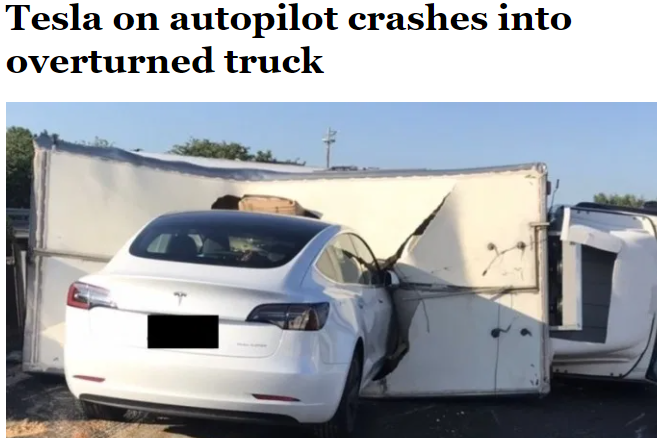 Tesla on autopilot crashes into
overturned truck